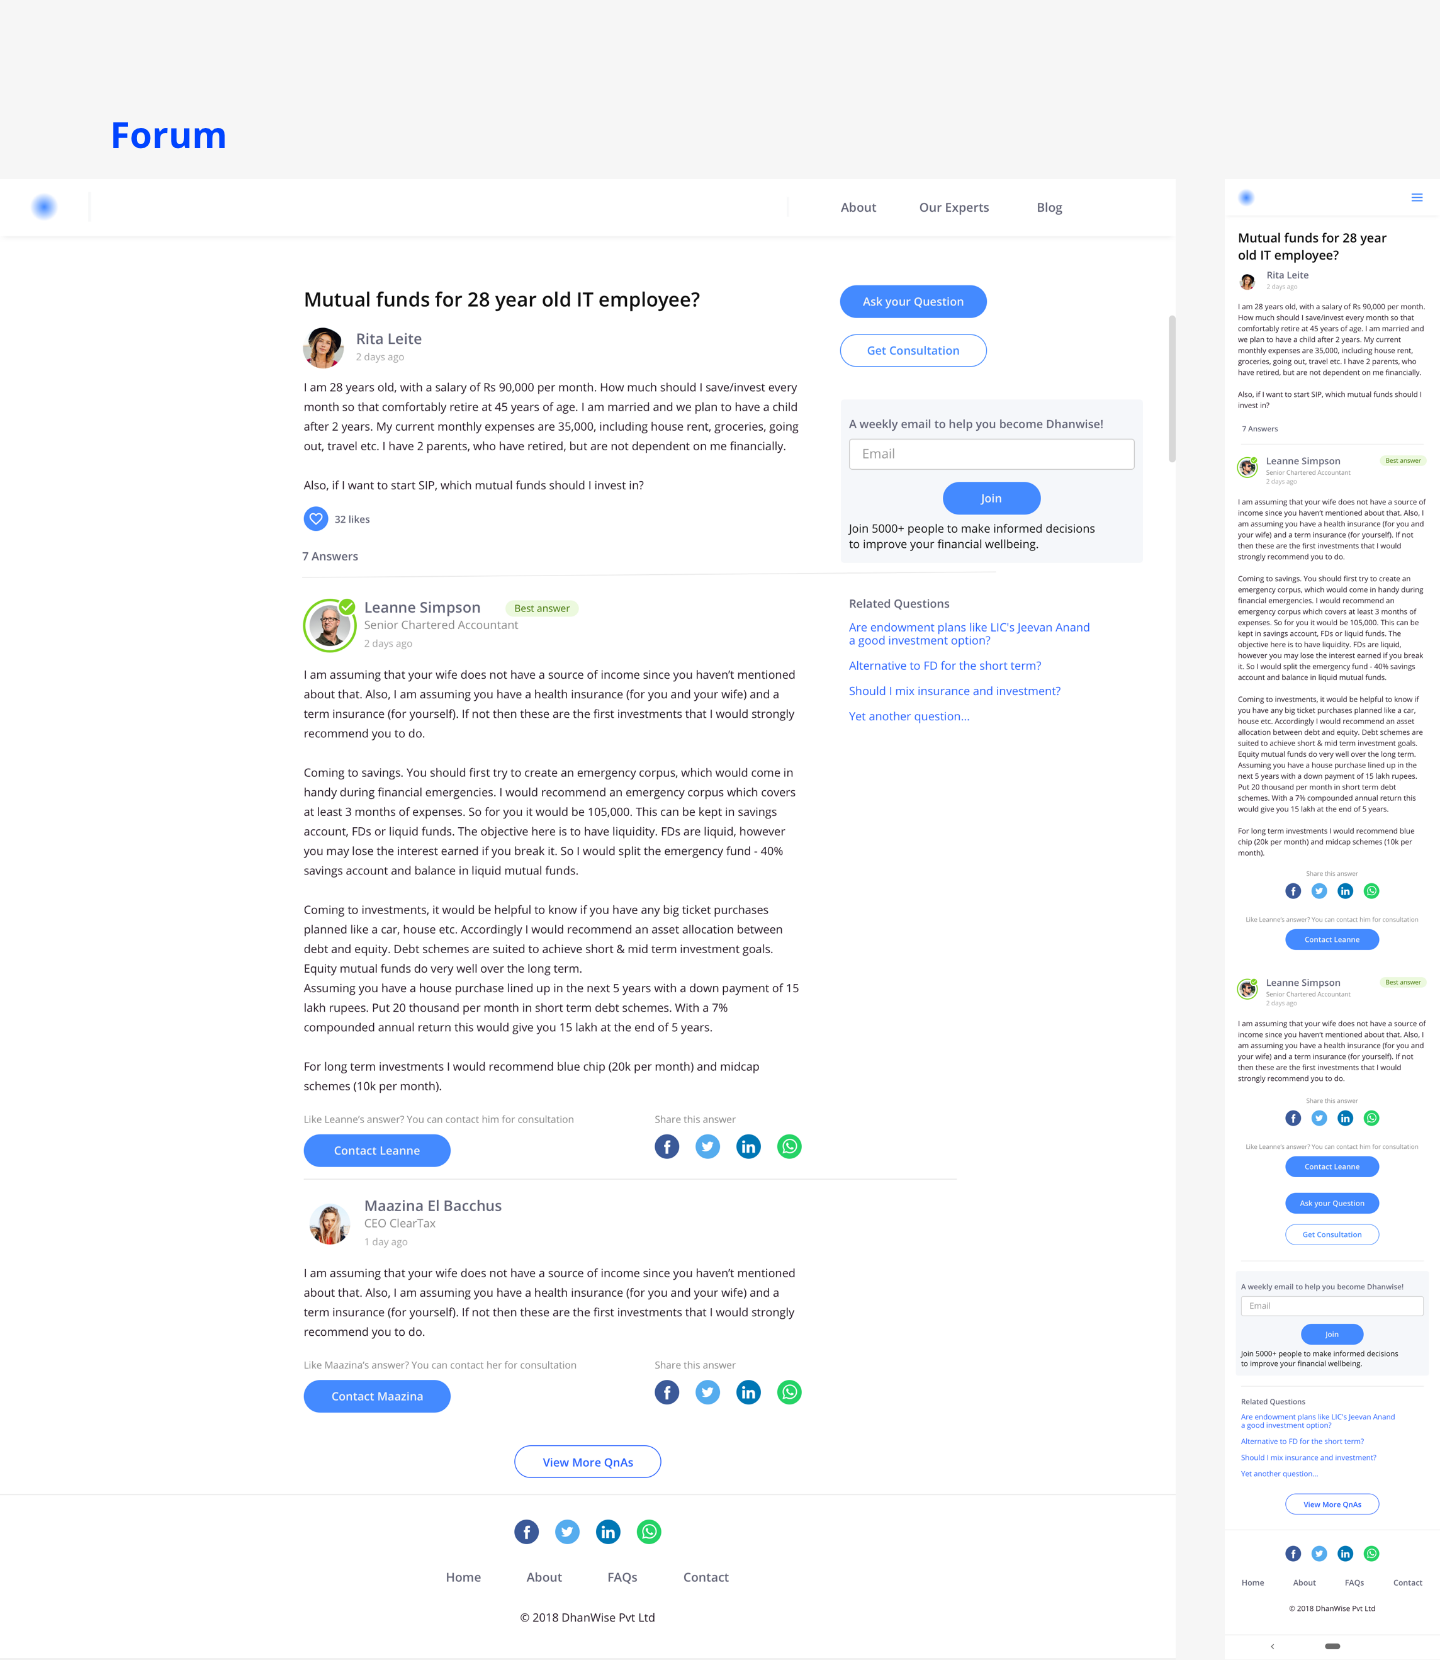 Forum
About
Our Experts
Blog
Mutual funds for 28 year old IT employee?
Rita Leite
2 days ago
I am 28 years old, with a salary of Rs 90,000 per month. How much should I save/invest every
month so that comfortably retire at 45 years of age. I am married and we plan to have a child
after 2 years. My current monthly expenses are 35,000, including house rent, groceries, going
out, travel etc. I have 2 parents, who have retired, but are not dependent on me financially.
Also, if I want to start SIP, which mutual funds should I invest in?
32 likes
7 Answers
Ask your Question
Get Consultation
A weekly email to help you become Dhanwise!
Email
Join
Join 5000+ people to make informed decisions
to improve your financial wellbeing.
Leanne Simpson
Best answer
Senior Chartered Accountant
2 days ago
I am assuming that your wife does not have a source of income since you haven't mentioned
about that. Also, I am assuming you have a health insurance (for you and your wife) and a
term insurance (for yourself). If not then these are the first investments that I would strongly
recommend you to do.
Coming to savings. You should first try to create an emergency corpus, which would come in
handy during financial emergencies. I would recommend an emergency corpus which covers
at least 3 months of expenses. So for you it would be 105,000. This can be kept in savings
account, FDs or liquid funds. The objective here is to have liquidity. FDs are liquid, however
you may lose the interest earned if you break it. So I would split the emergency fund - 40%
savings account and balance in liquid mutual funds.
Coming to investments, it would be helpful to know if you have any big ticket purchases
planned like a car, house etc. Accordingly I would recommend an asset allocation between
debt and equity. Debt schemes are suited to achieve short & mid term investment goals.
Equity mutual funds do very well over the long term.
Assuming you have a house purchase lined up in the next 5 years with a down payment of 15
lakh rupees. Put 20 thousand per month in short term debt schemes. With a 7%
compounded annual return this would give you 15 lakh at the end of 5 years.
For long term investments I would recommend blue chip (20k per month) and midcap
schemes (10k per month).
Like Leanne's answer? You can contact him for consultation
Share this answer
Contact Leanne
Related Questions
Are endowment plans like LIC's Jeevan Anand
a good investment option?
Alternative to FD for the short term?
Should I mix insurance and investment?
Yet another question...
Maazina El Bacchus
CEO ClearTax
1 day ago
I am assuming that your wife does not have a source of income since you haven't mentioned
about that. Also, I am assuming you have a health insurance (for you and your wife) and a
term insurance (for yourself). If not then these are the first investments that I would strongly
recommend you to do.
Like Maazina's answer? You can contact her for consultation
Share this answer
Contact Maazina
View More QnAs
Home
About
FAQs
Contact
© 2018 DhanWise Pvt Ltd
Mutual funds for 28 year
old IT employee?
Rita Leite
2 days ago
I am 28 years old, with a salary of Rs 90,000 per month.
How much should I save/invest every month so that
comfortably retire at 45 years of age. I am married and
we plan to have a child after 2 years. My current
monthly expenses are 35,000, including house rent,
groceries, going out, travel etc. I have 2 parents, who
have retired, but are not dependent on me financially.
Also, if I want to start SIP, which mutual funds should I
invest in?
7 Answers
Leanne Simpson
Best answer
Senior Chartered Accountant
2 days ago
I am assuming that your wife does not have a source of
income since you haven't mentioned about that. Also, I
am assuming you have a health insurance (for you and
your wife) and a term insurance (for yourself). If not
then these are the first investments that I would
strongly recommend you to do.
Coming to savings. You should first try to create an
emergency corpus, which would come in handy during
financial emergencies. I would recommend an
emergency corpus which covers at least 3 months of
expenses. So for you it would be 105,000. This can be
kept in savings account, FDs or liquid funds. The
objective here is to have liquidity. FDs are liquid,
however you may lose the interest earned if you break
it. So I would split the emergency fund - 40% savings
account and balance in liquid mutual funds.
Coming to investments, it would be helpful to know if
you have any big ticket purchases planned like a car,
house etc. Accordingly I would recommend an asset
allocation between debt and equity. Debt schemes are
suited to achieve short & mid term investment goals.
Equity mutual funds do very well over the long term.
Assuming you have a house purchase lined up in the
next 5 years with a down payment of 15 lakh rupees.
Put 20 thousand per month in short term debt
schemes. With a 7% compounded annual return this
would give you 15 lakh at the end of 5 years.
For long term investments I would recommend blue
chip (20k per month) and midcap schemes (10k per
month).
Share this answer
Like Leanne's answer? You can contact him for consultation
Contact Leanne
Leanne Simpson
Best answer
Senior Chartered Accountant
2 days ago
I am assuming that your wife does not have a source of
income since you haven't mentioned about that. Also, I
am assuming you have a health insurance (for you and
your wife) and a term insurance (for yourself). If not
then these are the first investments that I would
strongly recommend you to do.
Share this answer
Like Leanne's answer? You can contact him for consultation
Contact Leanne
Ask your Question
Get Consultation
A weekly email to help you become Dhanwise!
Email
Join
Join 5000+ people to make informed decisions
to improve your financial wellbeing.
Related Questions
Are endowment plans like LIC's Jeevan Anand
a good investment option?
Alternative to FD for the short term?
Should I mix insurance and investment?
Yet another question...
View More QnAs
Home
About
FAQs
Contact
© 2018 DhanWise Pvt Ltd